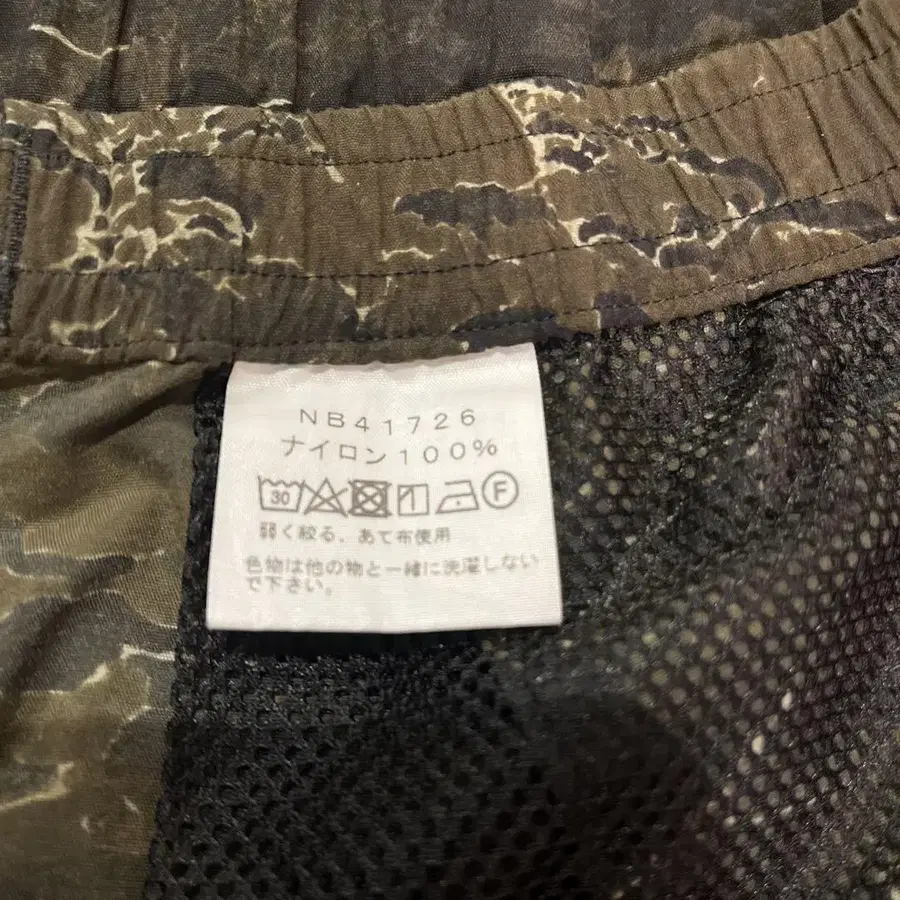 NB41726
ナイロン100%
30 F
弱く絞る、あて布使用
色物は他の物と一緒に洗濯しない
で下さい。